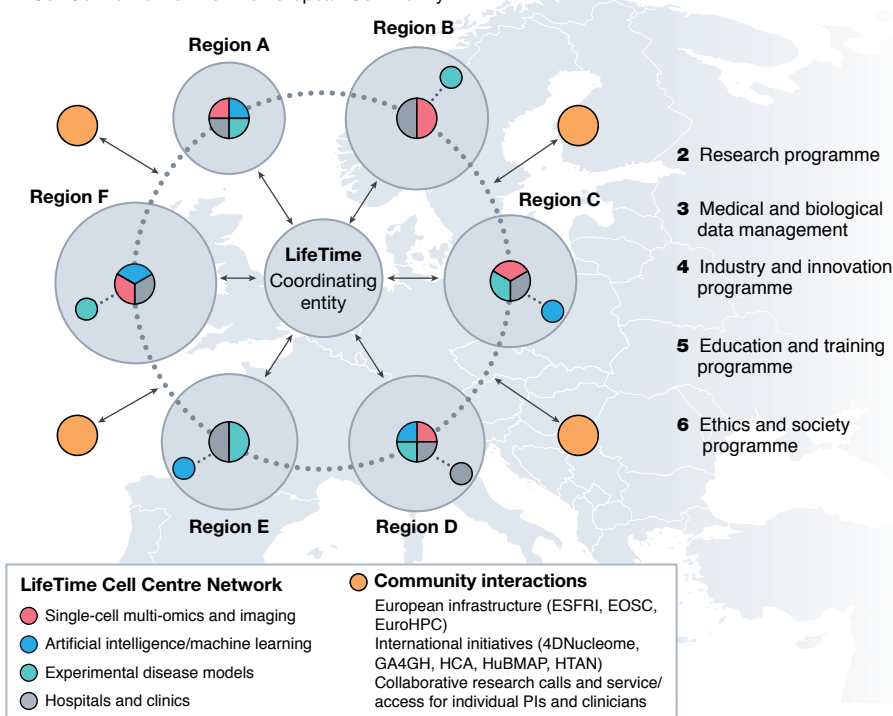 Region A
Region B
Region F
Region C
LifeTime
Coordinating
entity
Region E
Region D
2 Research programme
3 Medical and biological
data management
4 Industry and innovation
programme
5 Education and training
programme
6 Ethics and society
programme
LifeTime Cell Centre Network
Single-cell multi-omics and imaging
Artificial intelligence/machine learning
Experimental disease models
Hospitals and clinics
Community interactions
European infrastructure (ESFRI, EOSC,
EuroHPC)
International initiatives (4DNucleome,
GA4GH, HCA, HuBMAP, HTAN)
Collaborative research calls and service/
access for individual PIs and clinicians